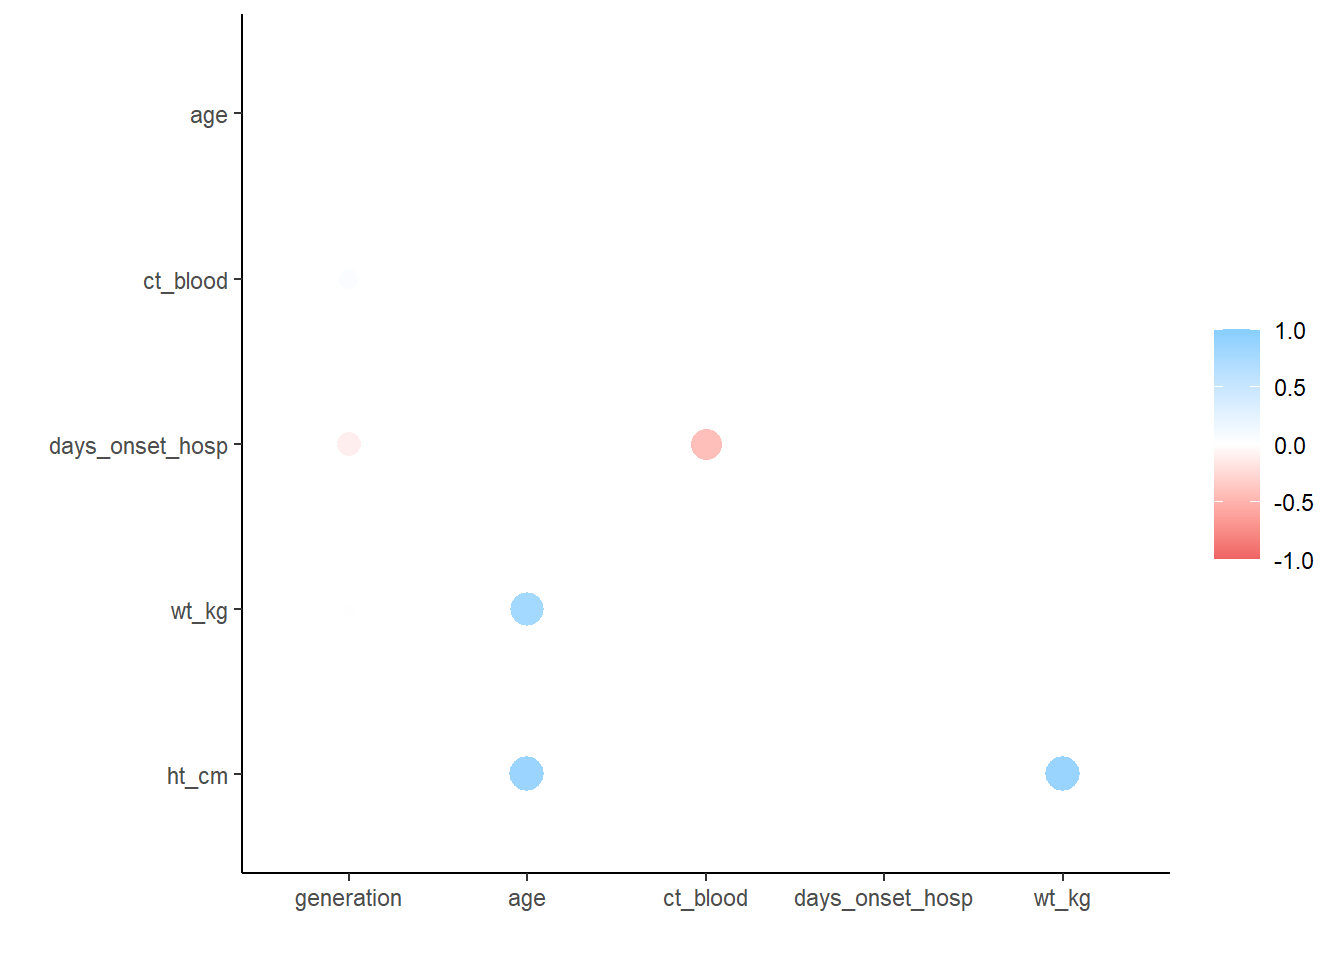 age
ct_blood
days_onset_hosp
wt_kg
ht_cm
generation age ct_blood days_onset_hosp wt_kg
1.0
0.5
0.0
-0.5
-1.0